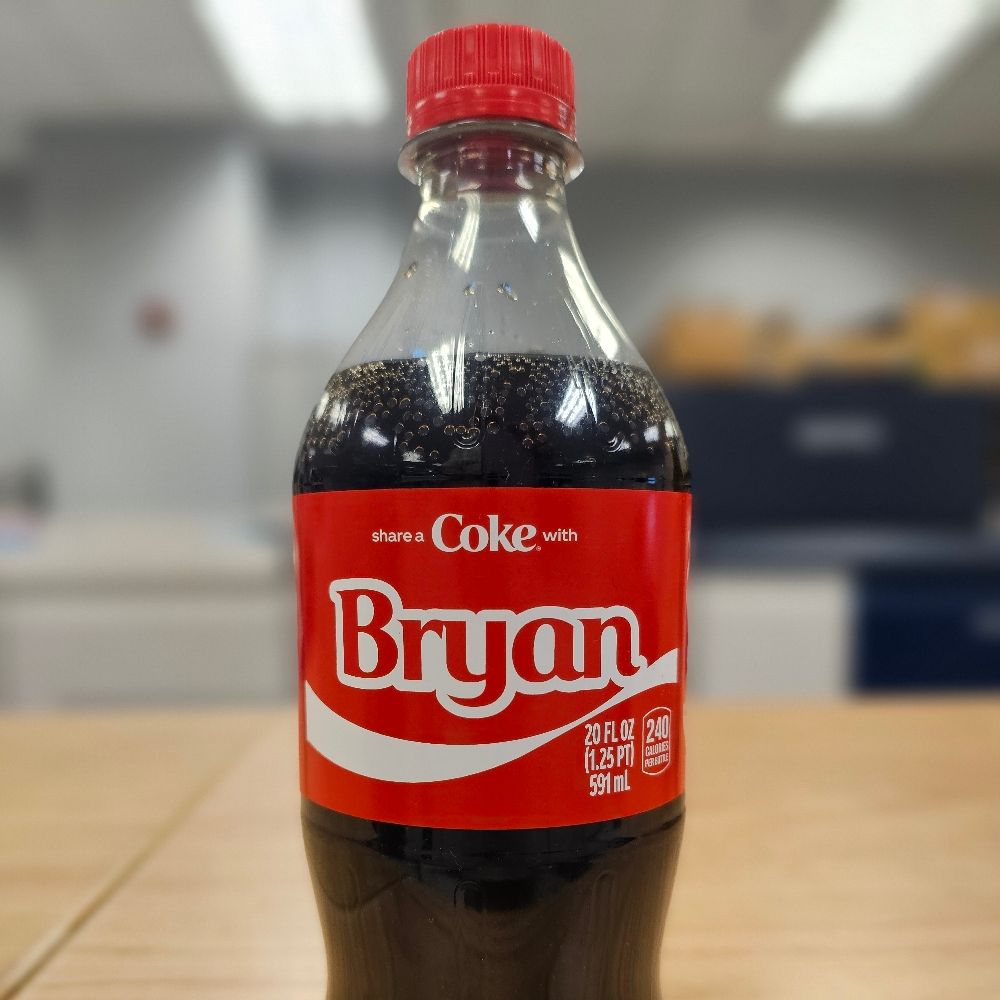 share a Coke® with
Bryan
20 FL OZ
(1.25 PT)
591 mL
240
CALORIES
PER BOTTLE